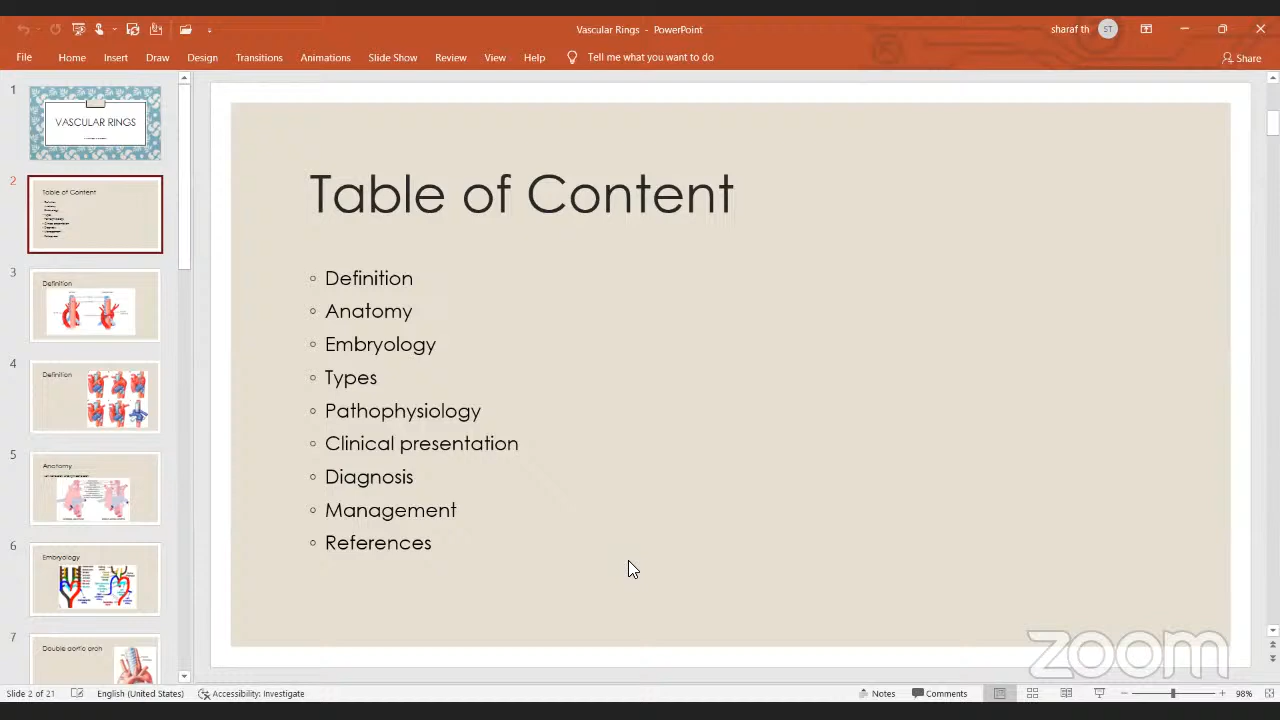 Vascular Rings - PowerPoint
sharaf th
ST
File Home Insert Draw Design Transitions Animations Slide Show Review View Help Tell me what you want to do
Share
1
VASCULAR RINGS
2
Table of Content
3
Definition
4
Definition
5
Anatomy
6
Embryology
7
Double aortic arch
Table of Content
◦ Definition
◦ Anatomy
◦ Embryology
◦ Types
◦ Pathophysiology
◦ Clinical presentation
◦ Diagnosis
◦ Management
◦ References
zoom
Slide 2 of 21 English (United States) Accessibility: Investigate Notes Comments 98%